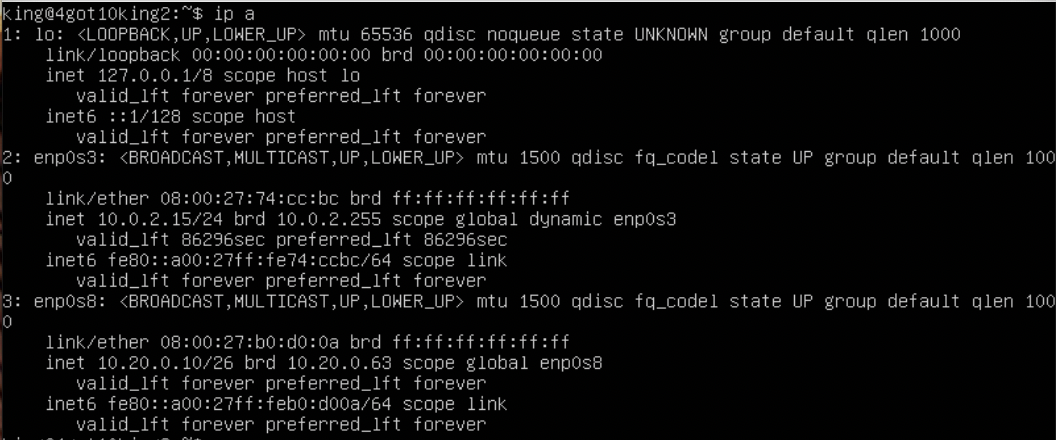 king@4got10king2:~$ ip a
1: lo: <LOOPBACK,UP,LOWER_UP> mtu 65536 qdisc noqueue state UNKNOWN group default qlen 1000
    link/loopback 00:00:00:00:00:00 brd 00:00:00:00:00:00
    inet 127.0.0.1/8 scope host lo
       valid_lft forever preferred_lft forever
    inet6 ::1/128 scope host
       valid_lft forever preferred_lft forever
2: enp0s3: <BROADCAST,MULTICAST,UP,LOWER_UP> mtu 1500 qdisc fq_codel state UP group default qlen 100
0
    link/ether 08:00:27:74:cc:bc brd ff:ff:ff:ff:ff:ff
    inet 10.0.2.15/24 brd 10.0.2.255 scope global dynamic enp0s3
       valid_lft 86296sec preferred_lft 86296sec
    inet6 fe80::a00:27ff:fe74:ccbc/64 scope link
       valid_lft forever preferred_lft forever
3: enp0s8: <BROADCAST,MULTICAST,UP,LOWER_UP> mtu 1500 qdisc fq_codel state UP group default qlen 100
0
    link/ether 08:00:27:b0:d0:0a brd ff:ff:ff:ff:ff:ff
    inet 10.20.0.10/26 brd 10.20.0.63 scope global enp0s8
       valid_lft forever preferred_lft forever
    inet6 fe80::a00:27ff:feb0:d00a/64 scope link
       valid_lft forever preferred_lft forever